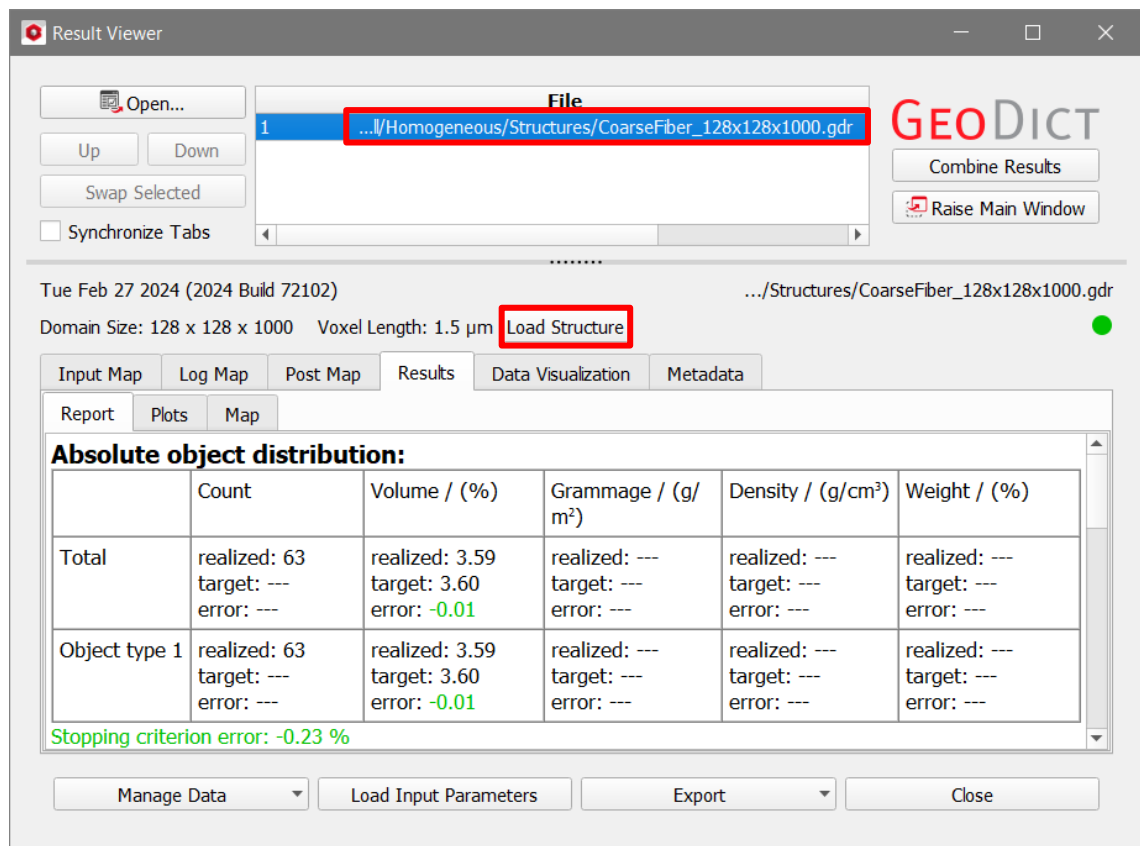 Result Viewer
Open...
Up Down
Swap Selected
Synchronize Tabs
File
1 ...ll/Homogeneous/Structures/CoarseFiber_128x128x1000.gdr
GEODICT
Combine Results
Raise Main Window
Tue Feb 27 2024 (2024 Build 72102) .../Structures/CoarseFiber_128x128x1000.gdr
Domain Size: 128 x 128 x 1000 Voxel Length: 1.5 µm Load Structure
Input Map Log Map Post Map Results Data Visualization Metadata
Report Plots Map
Absolute object distribution:
Count Volume / (%) Grammage / (g/ Density / (g/cm³) Weight / (%)
m²)
Total realized: 63 realized: 3.59 realized: --- realized: --- realized: ---
target: --- target: 3.60 target: --- target: --- target: ---
error: --- error: -0.01 error: --- error: --- error: ---
Object type 1 realized: 63 realized: 3.59 realized: --- realized: --- realized: ---
target: --- target: 3.60 target: --- target: --- target: ---
error: --- error: -0.01 error: --- error: --- error: ---
Stopping criterion error: -0.23 %
Manage Data Load Input Parameters Export Close